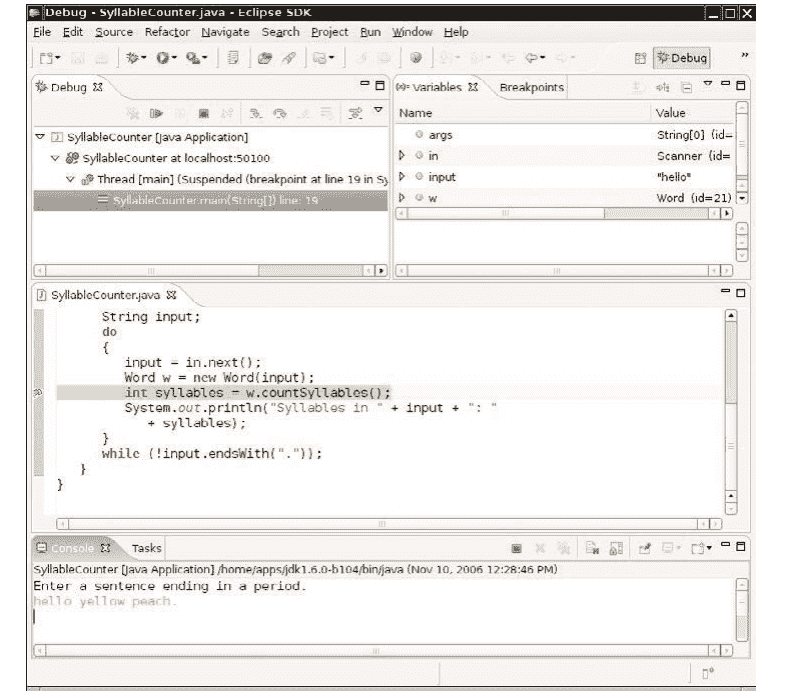 Debug - SyllableCounter.java - Eclipse SDK
File Edit Source Refactor Navigate Search Project Run Window Help
Debug
»
Debug
Variables Breakpoints
Name Value
args String[0] (id=
in Scanner (id=
input "hello"
w Word (id=21)
SyllableCounter [Java Application]
SyllableCounter at localhost:50100
Thread [main] (Suspended (breakpoint at line 19 in Sy
SyllableCounter.main(String[]) line: 19
SyllableCounter.java
String input;
do
{
input = in.next();
Word w = new Word(input);
int syllables = w.countSyllables();
System.out.println("Syllables in " + input + ": "
+ syllables);
}
while (!input.endsWith("."));
}
}
Console Tasks
SyllableCounter [Java Application] /home/apps/jdk1.6.0-b104/bin/java (Nov 10, 2006 12:28:46 PM)
Enter a sentence ending in a period.
hello yellow peach.